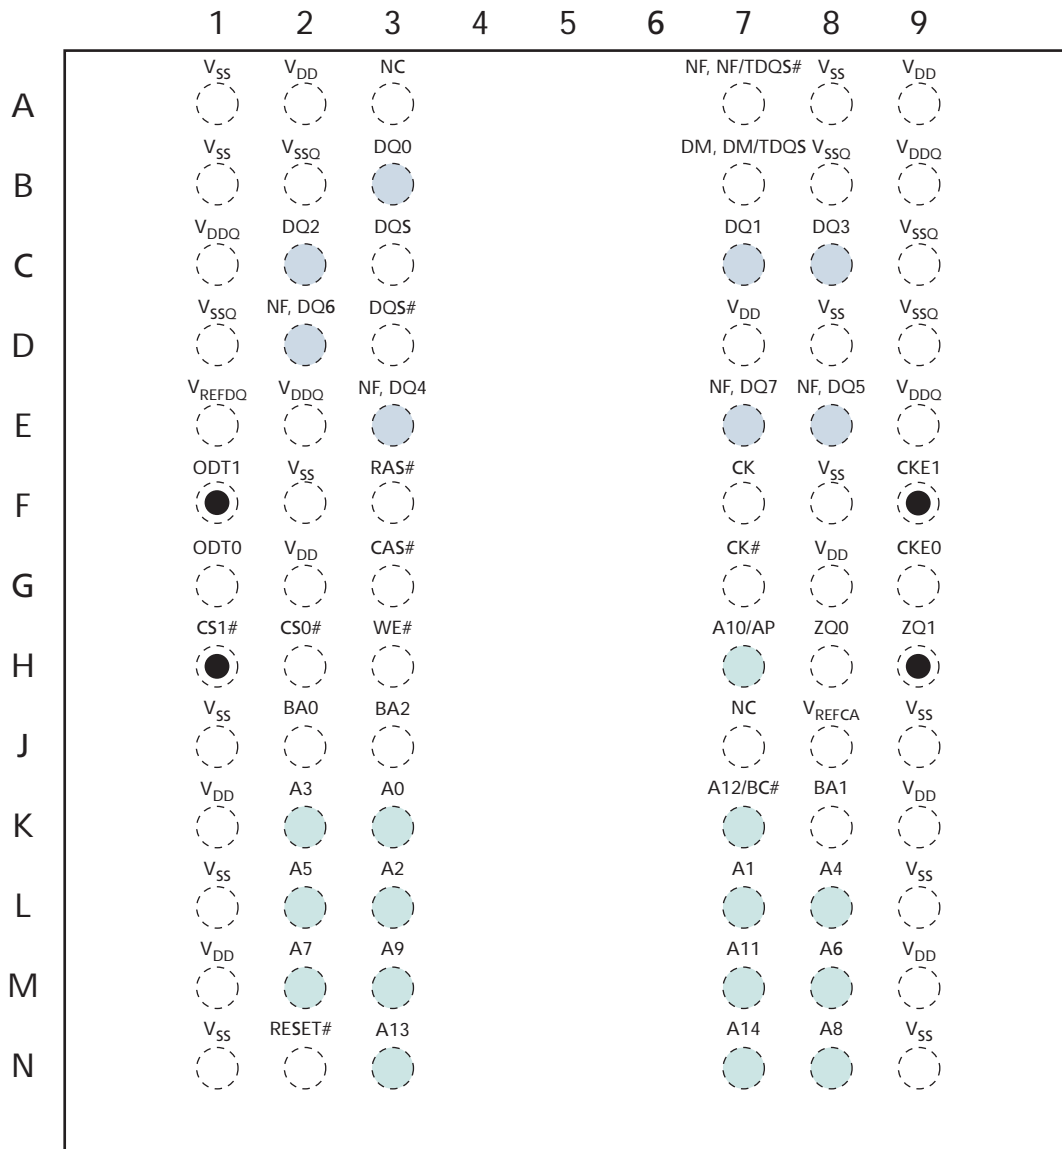 1 2 3 4 5 6 7 8 9
V_SS V_DD NC NF, NF/TDQS# V_SS V_DD
A
V_SS V_SSQ DQ0 DM, DM/TDQS V_SSQ V_DDQ
B
V_DDQ DQ2 DQS DQ1 DQ3 V_SSQ
C
V_SSQ NF, DQ6 DQS# V_DD V_SS V_SSQ
D
V_REFDQ V_DDQ NF, DQ4 NF, DQ7 NF, DQ5 V_DDQ
E
ODT1 V_SS RAS# CK V_SS CKE1
F
ODT0 V_DD CAS# CK# V_DD CKE0
G
CS1# CS0# WE# A10/AP ZQ0 ZQ1
H
V_SS BA0 BA2 NC V_REFCA V_SS
J
V_DD A3 A0 A12/BC# BA1 V_DD
K
V_SS A5 A2 A1 A4 V_SS
L
V_DD A7 A9 A11 A6 V_DD
M
V_SS RESET# A13 A14 A8 V_SS
N